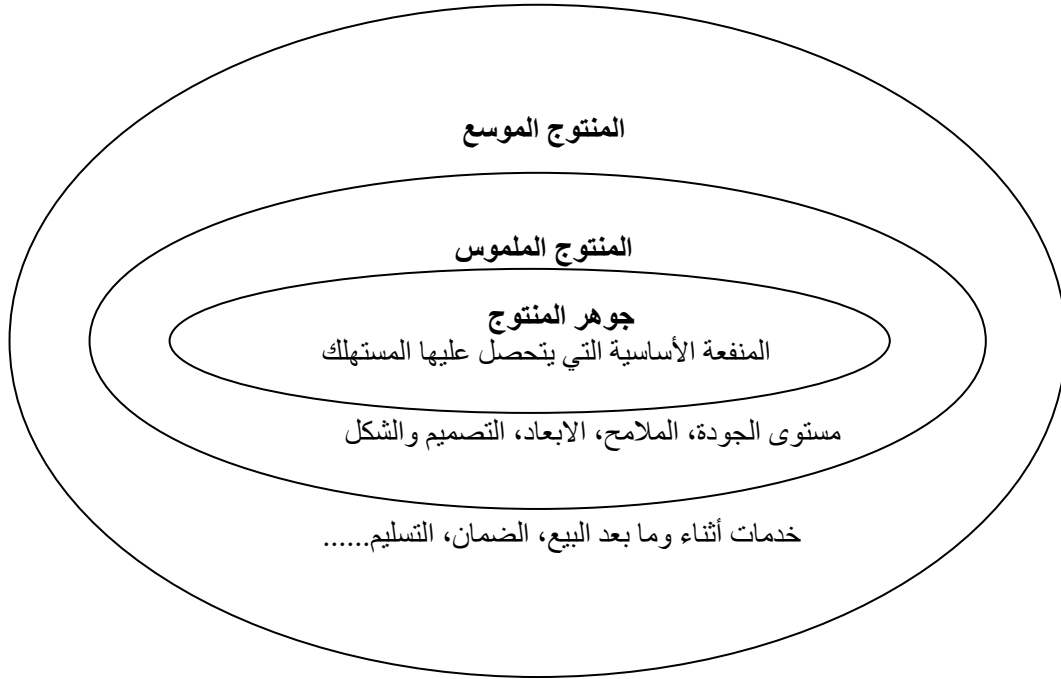 المنتوج الموسع
المنتوج الملموس
جوهر المنتوج
المنفعة الأساسية التي يتحصل عليها المستهلك
مستوى الجودة، الملامح، الابعاد، التصميم والشكل
خدمات أثناء وما بعد البيع، الضمان، التسليم......